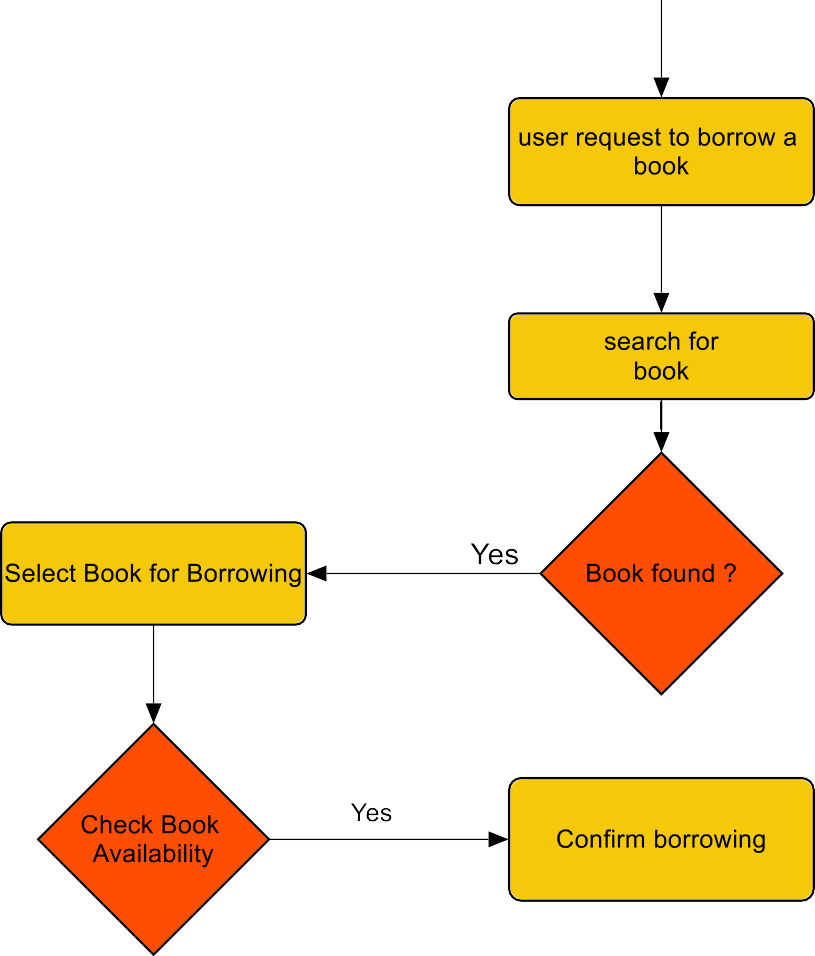 user request to borrow a
book
search for
book
Book found ?
Yes
Select Book for Borrowing
Check Book
Availability
Yes
Confirm borrowing